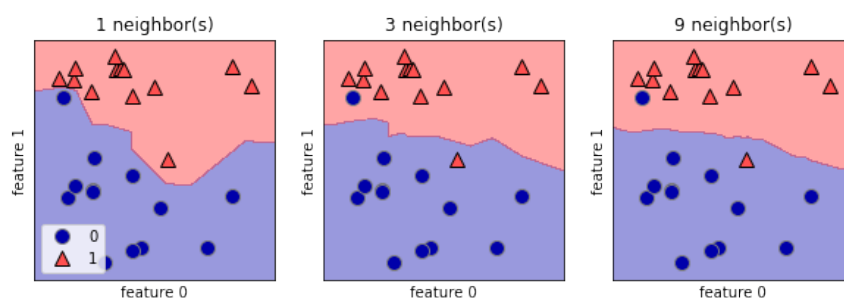 1 neighbor(s)
3 neighbor(s)
9 neighbor(s)
feature 1
feature 1
feature 1
0
1
feature 0
feature 0
feature 0